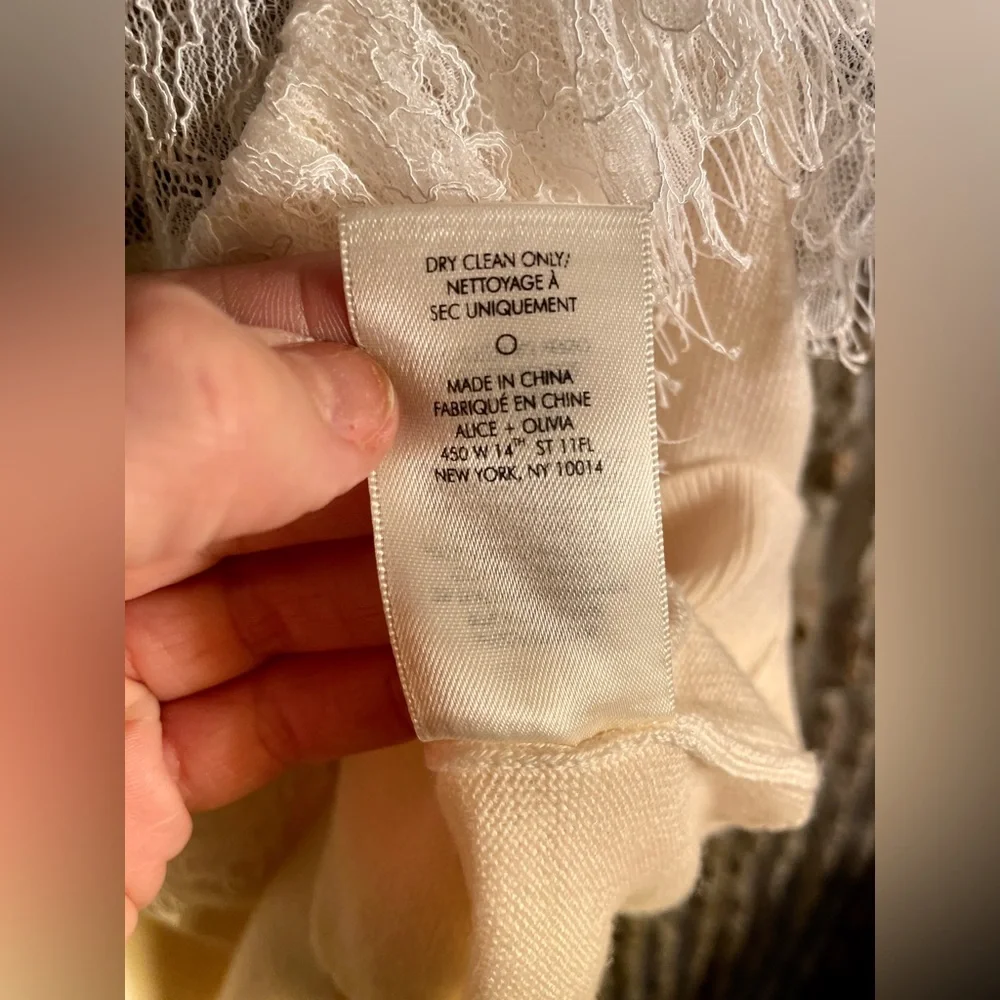 DRY CLEAN ONLY/
NETTOYAGE À
SEC UNIQUEMENT
MADE IN CHINA
FABRIQUÉ EN CHINE
ALICE + OLIVIA
450 W 14TH ST 11FL
NEW YORK, NY 10014